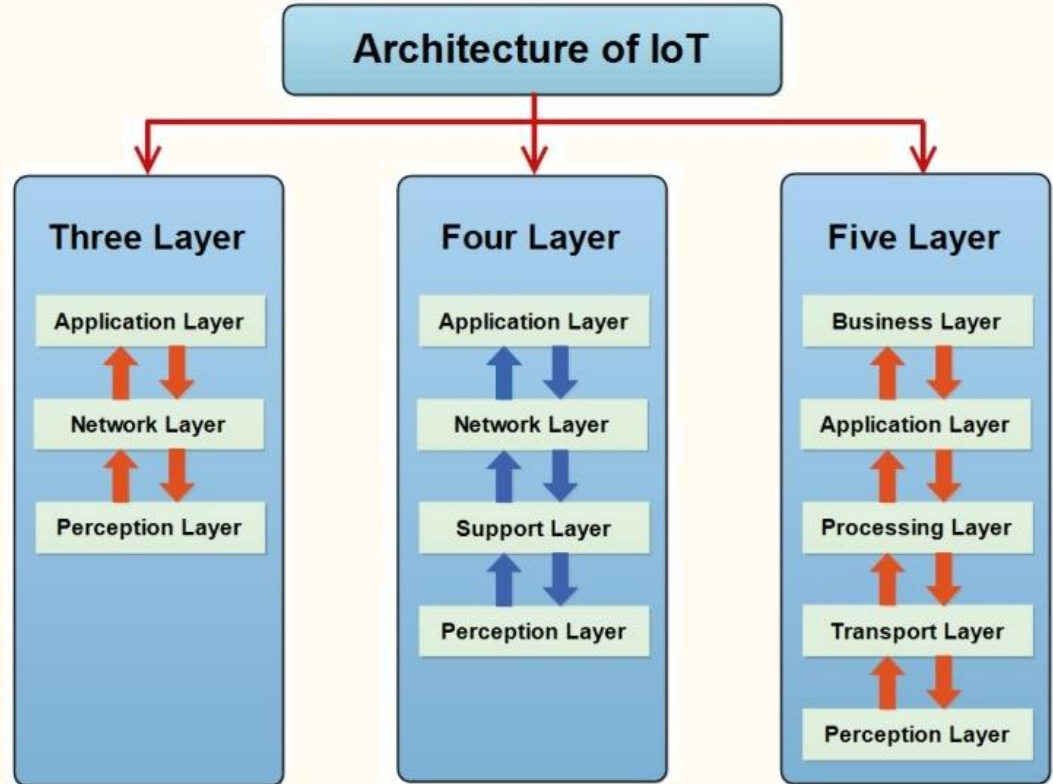 Architecture of IoT
Three Layer
Application Layer
Network Layer
Perception Layer
Four Layer
Application Layer
Network Layer
Support Layer
Perception Layer
Five Layer
Business Layer
Application Layer
Processing Layer
Transport Layer
Perception Layer